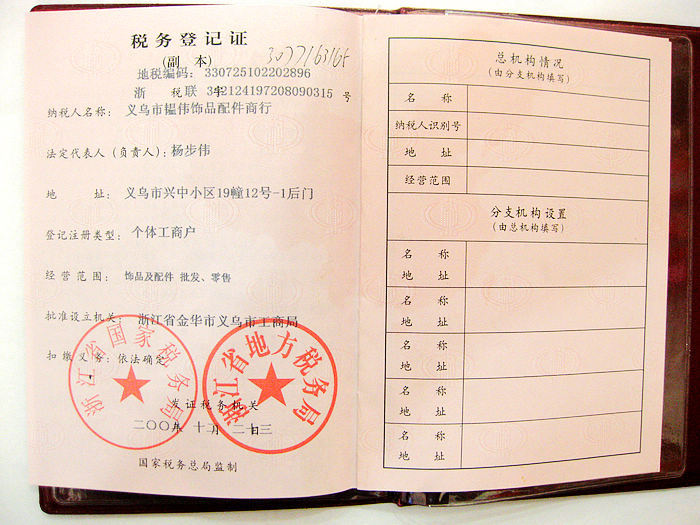 税务登记证
(副 本)
地税编码：330725102202896
浙 税联字 342124197208090315 号
纳税人名称：义乌市韫伟饰品配件商行
法定代表人（负责人）：杨步伟
地 址：义乌市兴中小区19幢12号-1后门
登记注册类型：个体工商户
经营范围：饰品及配件 批发、零售
批准设立机关：浙江省金华市义乌市工商局
扣缴义务：依法确定
浙江省国家税务局
浙江省地方税务局
发证税务机关
十月二十三日
国家税务总局监制
总机构情况
(由分支机构填写)
名 称
纳税人识别号
地 址
经营范围
分支机构设置
(由总机构填写)
名 称
地 址
名 称
地 址
名 称
地 址
名 称
地 址
名 称
地 址